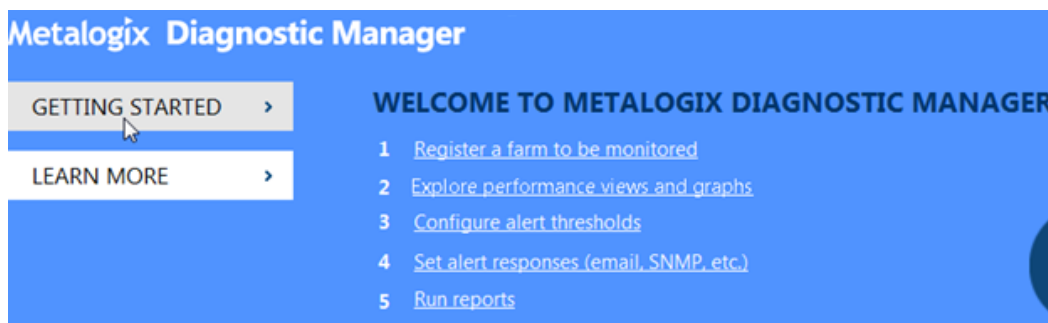 Metalogix Diagnostic Manager
GETTING STARTED >
LEARN MORE >
WELCOME TO METALOGIX DIAGNOSTIC MANAGER
1 Register a farm to be monitored
2 Explore performance views and graphs
3 Configure alert thresholds
4 Set alert responses (email, SNMP, etc.)
5 Run reports